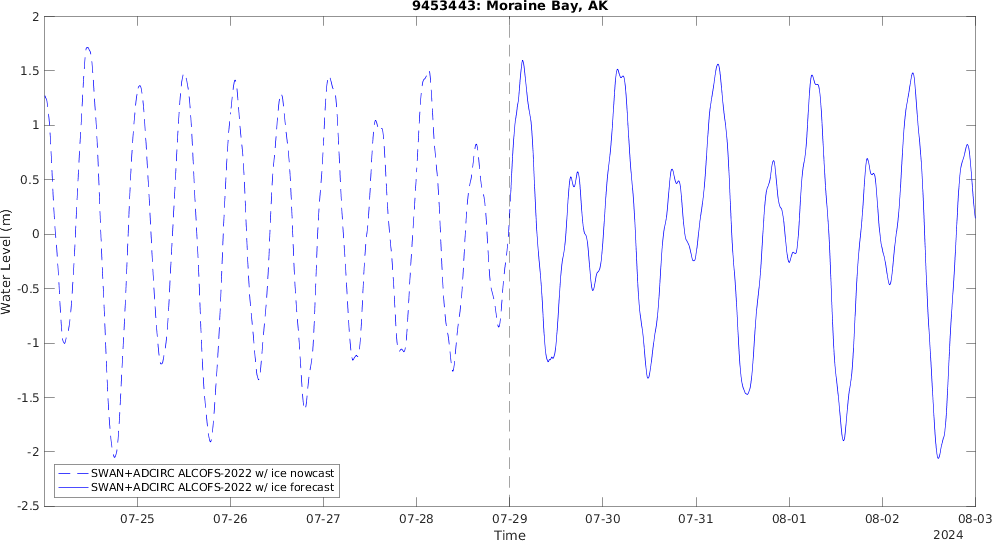 9453443: Moraine Bay, AK
Water Level (m)
2
1.5
1
0.5
0
-0.5
-1
-1.5
-2
-2.5
SWAN+ADCIRC ALCOFS-2022 w/ ice nowcast
SWAN+ADCIRC ALCOFS-2022 w/ ice forecast
07-25 07-26 07-27 07-28 07-29 07-30 07-31 08-01 08-02 08-03
Time
2024